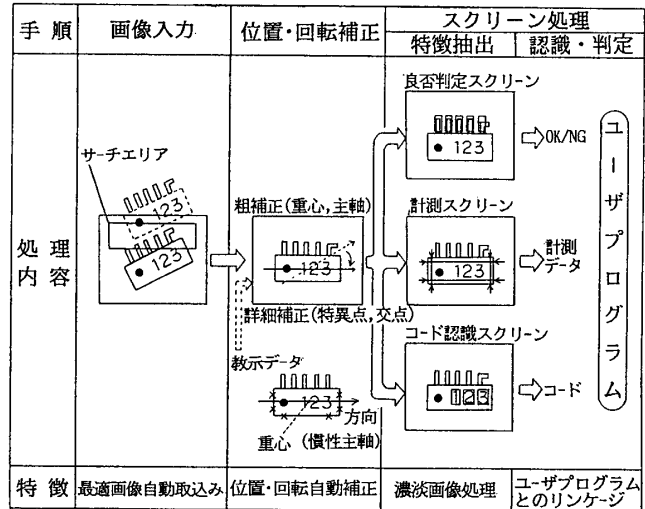 手順
画像入力
位置・回転補正
スクリーン処理
特徴抽出
認識・判定
処理
内容
サーチエリア
123
123
粗補正(重心,主軸)
123
詳細補正(特異点,交点)
教示データ
123
方向
重心 (慣性主軸)
良否判定スクリーン
123
OK/NG
計測スクリーン
123
計測
データ
コード認識スクリーン
123
コード
ユーザプログラム
特徴
最適画像自動取込み
位置・回転自動補正
濃淡画像処理
ユーザプログラム
とのリンケージ